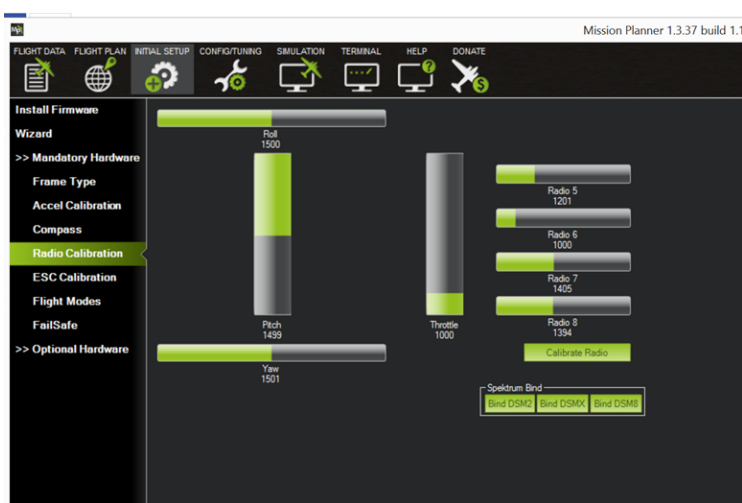 Mission Planner 1.3.37 build 1.1
FLIGHT DATA FLIGHT PLAN INITIAL SETUP CONFIG/TUNING SIMULATION TERMINAL HELP DONATE
Install Firmware
Wizard
>> Mandatory Hardware
Frame Type
Accel Calibration
Compass
Radio Calibration
ESC Calibration
Flight Modes
FailSafe
>> Optional Hardware
Roll
1500
Pitch
1499
Throttle
1000
Yaw
1501
Radio 5
1201
Radio 6
1000
Radio 7
1405
Radio 8
1394
Calibrate Radio
Spektrum Bind
Bind DSM2 Bind DSMX Bind DSM8